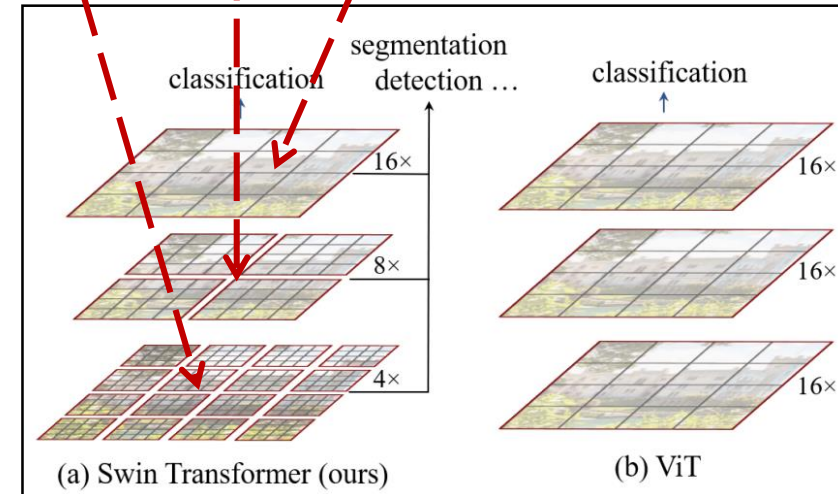 segmentation
classification
detection ...
classification
16×
16×
8×
16×
4×
16×
(a) Swin Transformer (ours)
(b) ViT